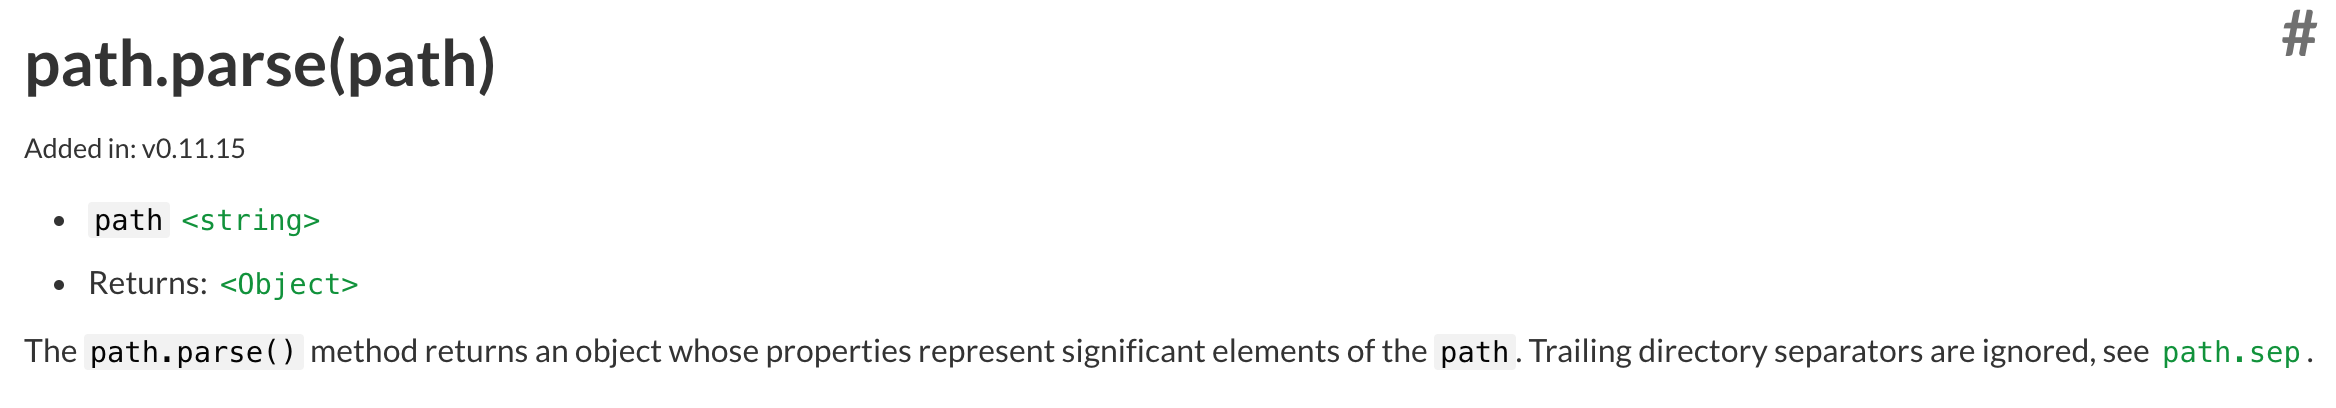 path.parse(path)
#
Added in: v0.11.15
• path <string>
• Returns: <Object>
The path.parse() method returns an object whose properties represent significant elements of the path. Trailing directory separators are ignored, see path.sep.